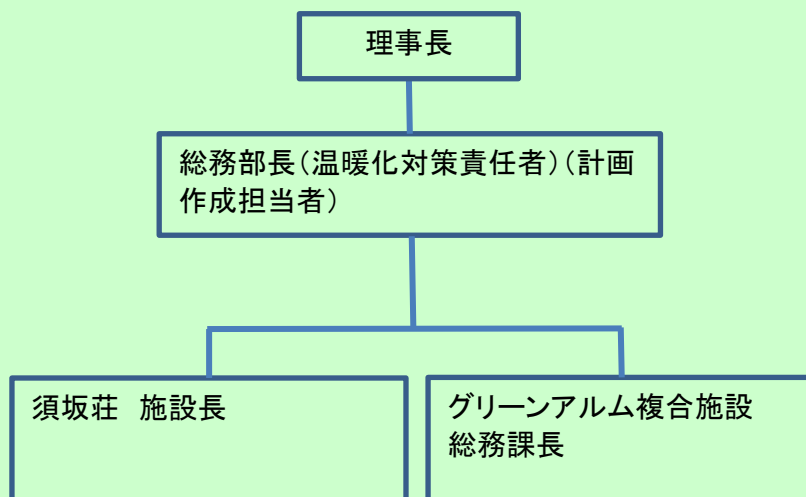 理事長
総務部長（温暖化対策責任者）（計画
作成担当者）
須坂荘　施設長
グリーンアルム複合施設
総務課長